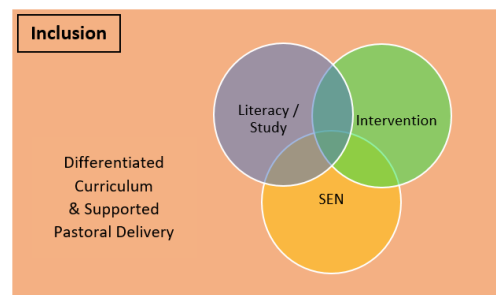 Inclusion
Literacy /
Study
Intervention
SEN
Differentiated
Curriculum
& Supported
Pastoral Delivery